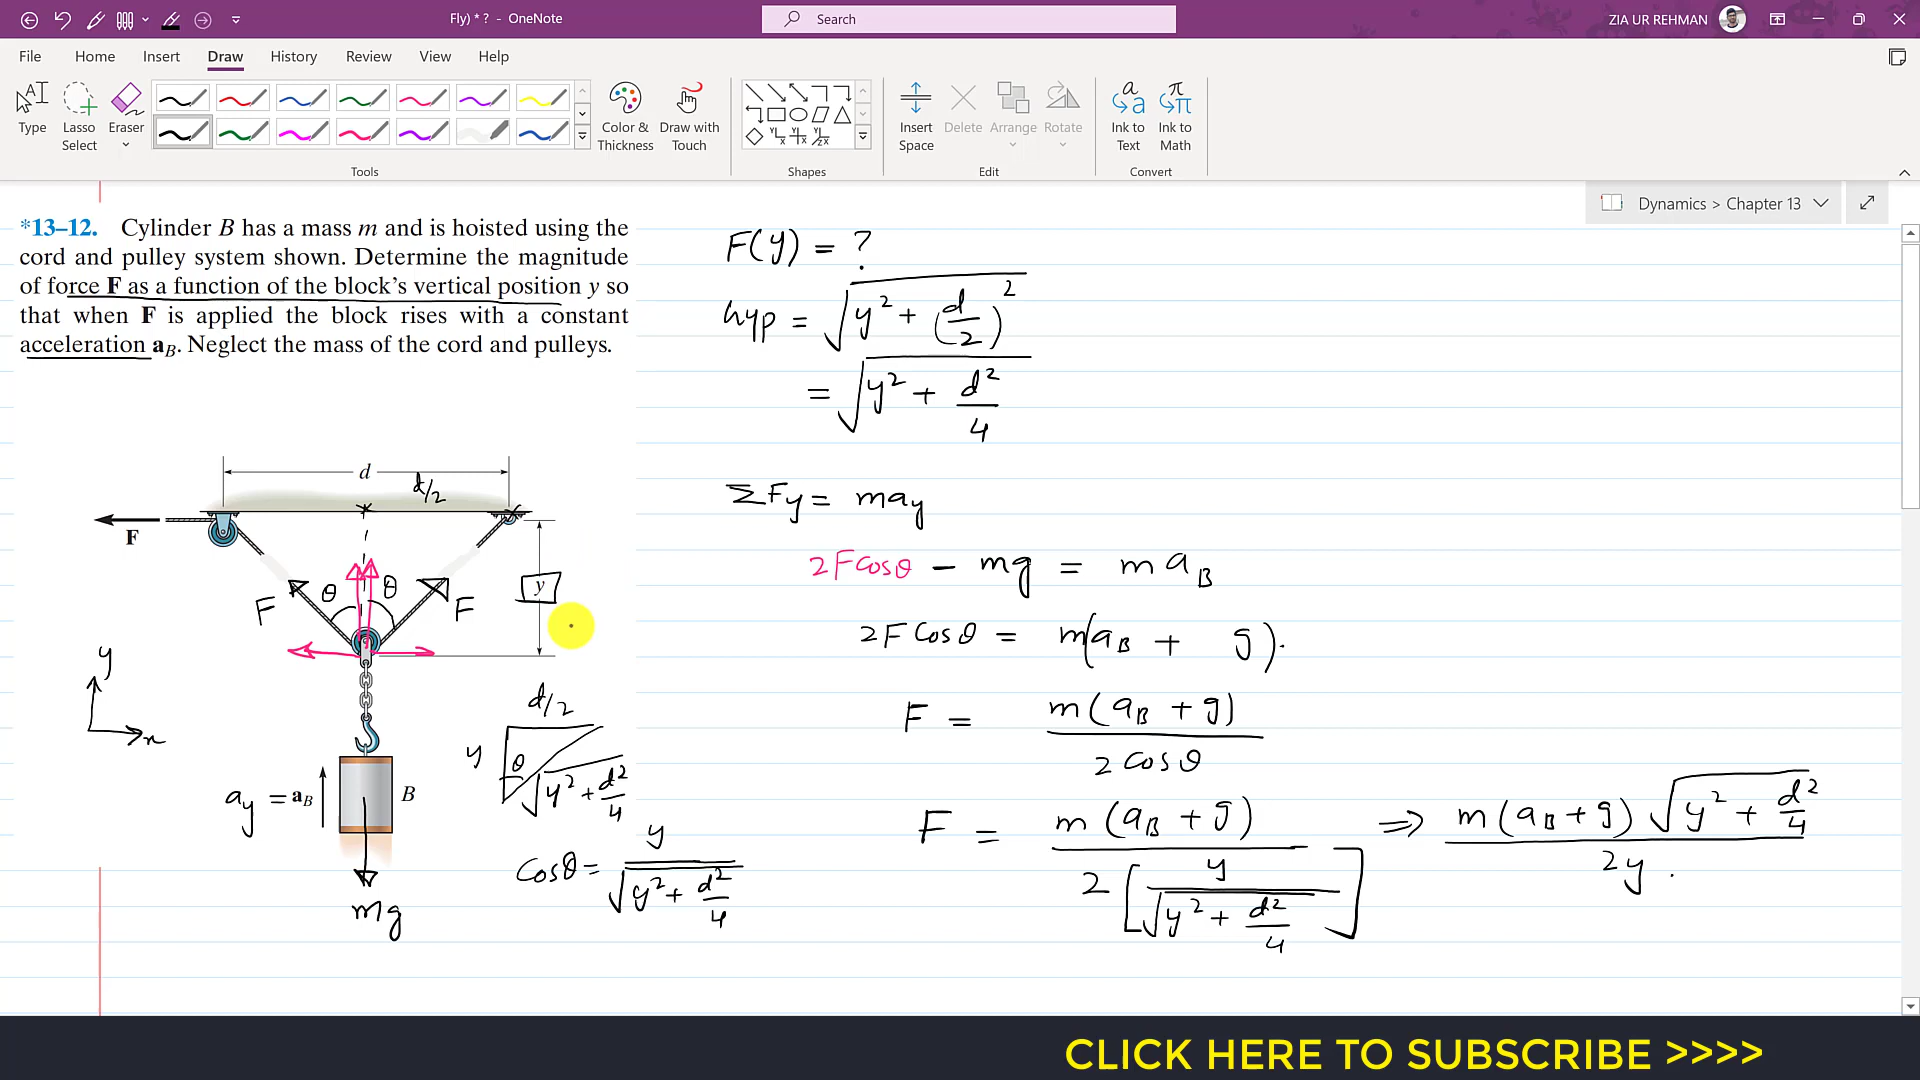 Fly) * ? - OneNote
Search
ZIA UR REHMAN
File Home Insert Draw History Review View Help
Type
Lasso Select
Eraser
Color & Thickness
Draw with Touch
Insert Space
Delete
Arrange
Rotate
Ink to Text
Ink to Math
Tools
Shapes
Edit
Convert
Dynamics > Chapter 13
*13–12. Cylinder B has a mass m and is hoisted using the
cord and pulley system shown. Determine the magnitude
of force F as a function of the block's vertical position y so
that when F is applied the block rises with a constant
acceleration a_B. Neglect the mass of the cord and pulleys.
d
d/2
F
θ θ
F F
y
y
x
a_y = a_B
B
mg
d/2
y
θ
√(y² + d²/4)
cosθ = y / √(y² + d²/4)
F(y) = ?
hyp = √(y² + (d/2)²)
= √(y² + d²/4)
ΣFy = may
2Fcosθ − mg = m a_B
2F cosθ = m(a_B + g).
F = m(a_B + g) / 2 cosθ
F = m(a_B + g) / 2[y / √(y² + d²/4)] ⇒ m(a_B + g)√(y² + d²/4) / 2y.
CLICK HERE TO SUBSCRIBE >>>>